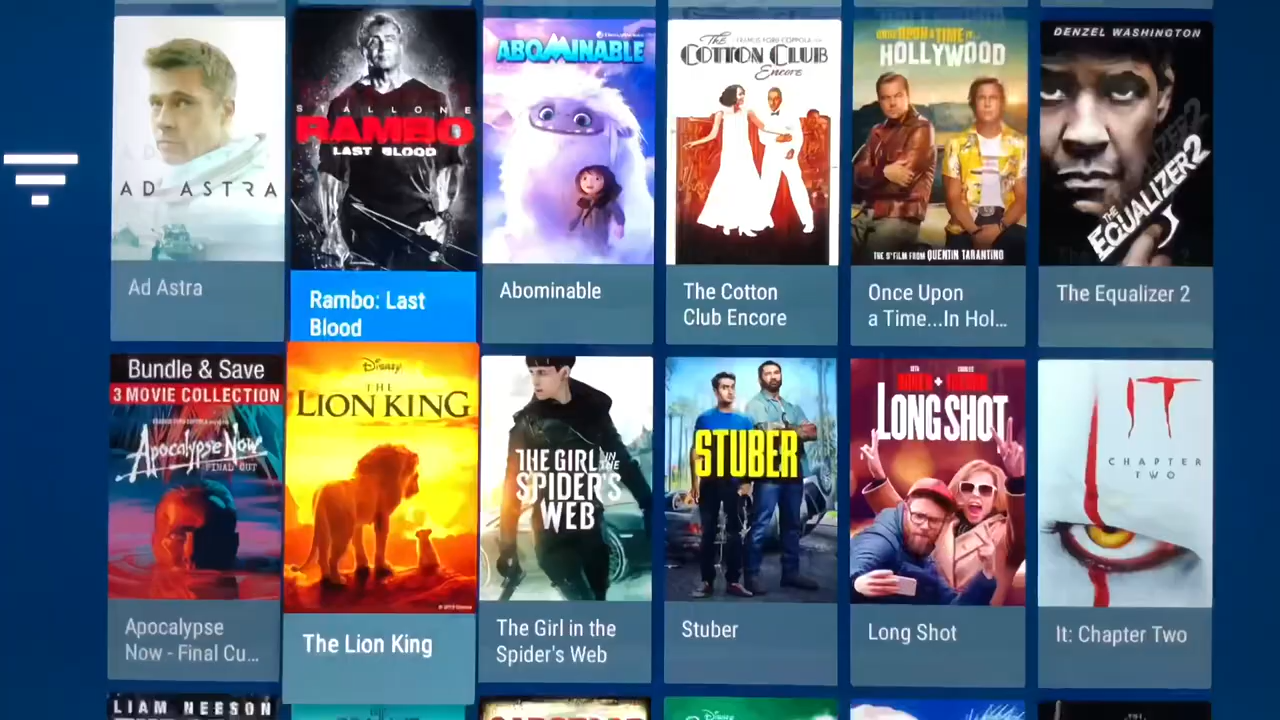 AD ASTRA
Ad Astra
STALLONE
RAMBO
LAST BLOOD
Rambo: Last
Blood
ABOMINABLE
Abominable
The
COTTON CLUB
Encore
The Cotton
Club Encore
ONCE UPON A TIME IN...
HOLLYWOOD
THE 9TH FILM FROM QUENTIN TARANTINO
Once Upon
a Time...In Hol...
DENZEL WASHINGTON
THE
EQUALIZER 2
The Equalizer 2
Bundle & Save
3 MOVIE COLLECTION
Apocalypse Now
FINAL CUT
Apocalypse
Now - Final Cu...
Disney
THE
LION KING
The Lion King
THE GIRL IN THE
SPIDER'S
WEB
The Girl in the
Spider's Web
STUBER
Stuber
LONG SHOT
Long Shot
IT
CHAPTER
TWO
It: Chapter Two
LIAM NEESON
Disney